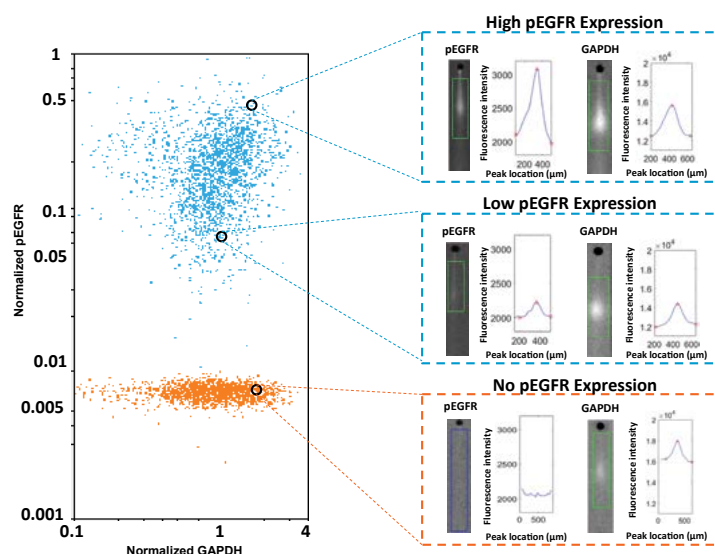 High pEGFR Expression
pEGFR
GAPDH
Fluorescence intensity
3000
2500
2000
200 400
Peak location (μm)
Fluorescence intensity
2 ×10⁴
1.8
1.6
1.4
1.2
200 400 600
Peak location (μm)
Low pEGFR Expression
pEGFR
GAPDH
Fluorescence intensity
3000
2500
2000
200 400
Peak location (μm)
Fluorescence intensity
2 ×10⁴
1.8
1.6
1.4
1.2
200 400 600
Peak location (μm)
No pEGFR Expression
pEGFR
GAPDH
Fluorescence intensity
3000
2500
2000
0 500
Peak location (μm)
Fluorescence intensity
2 ×10⁴
1.8
1.6
1.4
1.2
0 500
Peak location (μm)
Normalized pEGFR
1
0.5
0.1
0.05
0.01
0.005
0.001
0.1 1 4
Normalized GAPDH